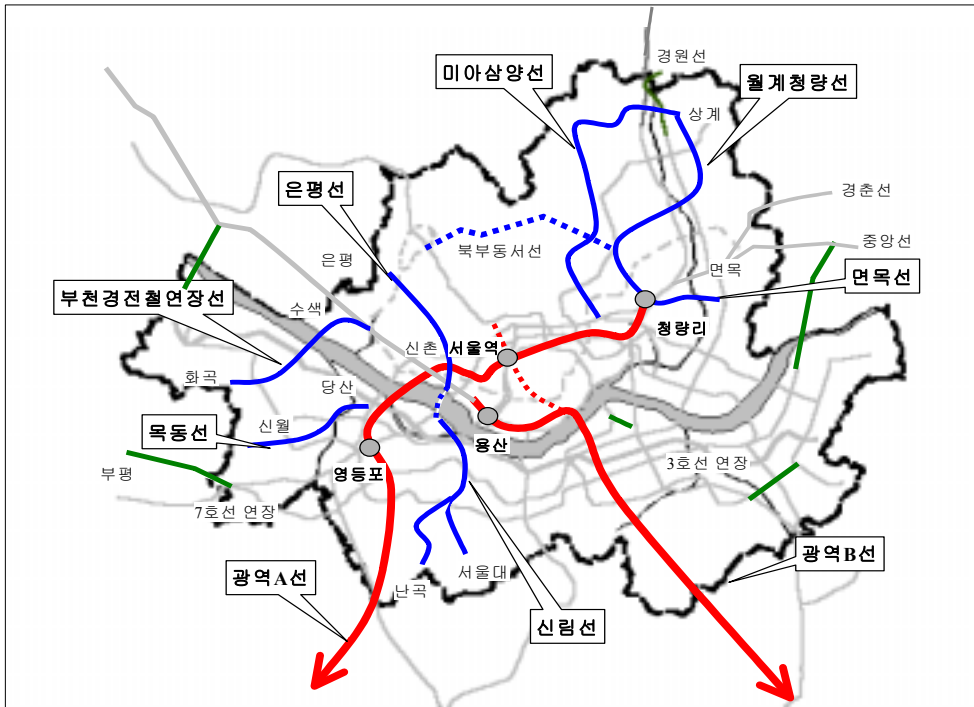 경원선
미아삼양선
월계청량선
상계
은평선
경춘선
북부동서선
중앙선
은평
면목
면목선
부천경전철연장선
수색
청량리
신촌
서울역
화곡
당산
신월
목동선
용산
영등포
3호선 연장
부평
7호선 연장
광역B선
광역A선
서울대
난곡
신림선